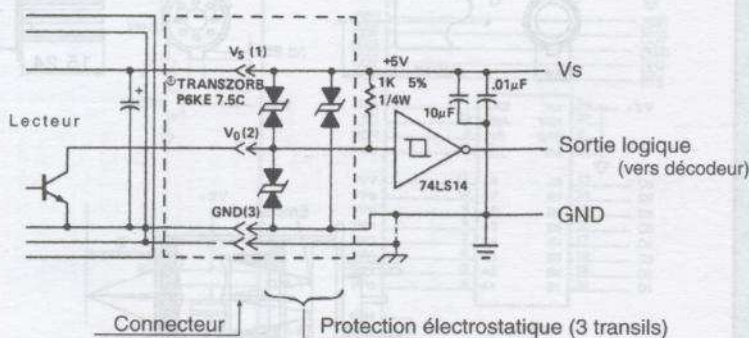 Vs (1)
+5V
Vs
®TRANSZORB
P6KE 7.5C
1K 5%
1/4W
.01µF
10µF
Lecteur
V0(2)
Sortie logique
(vers décodeur)
74LS14
GND(3)
GND
Connecteur
Protection électrostatique (3 transils)